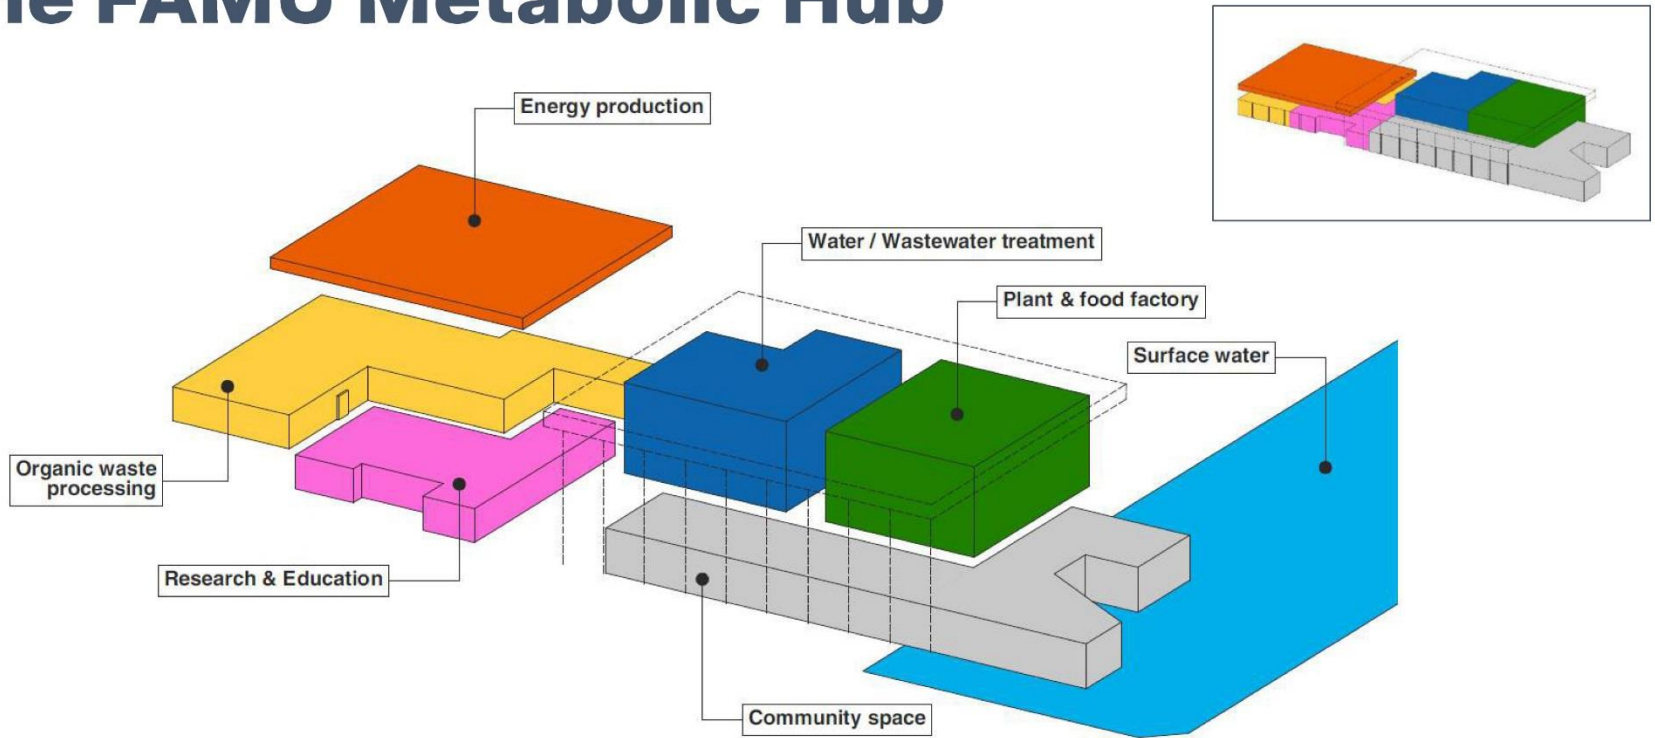 FAMU Metabolic Hub
Energy production
Water / Wastewater treatment
Plant & food factory
Surface water
Organic waste
processing
Research & Education
Community space